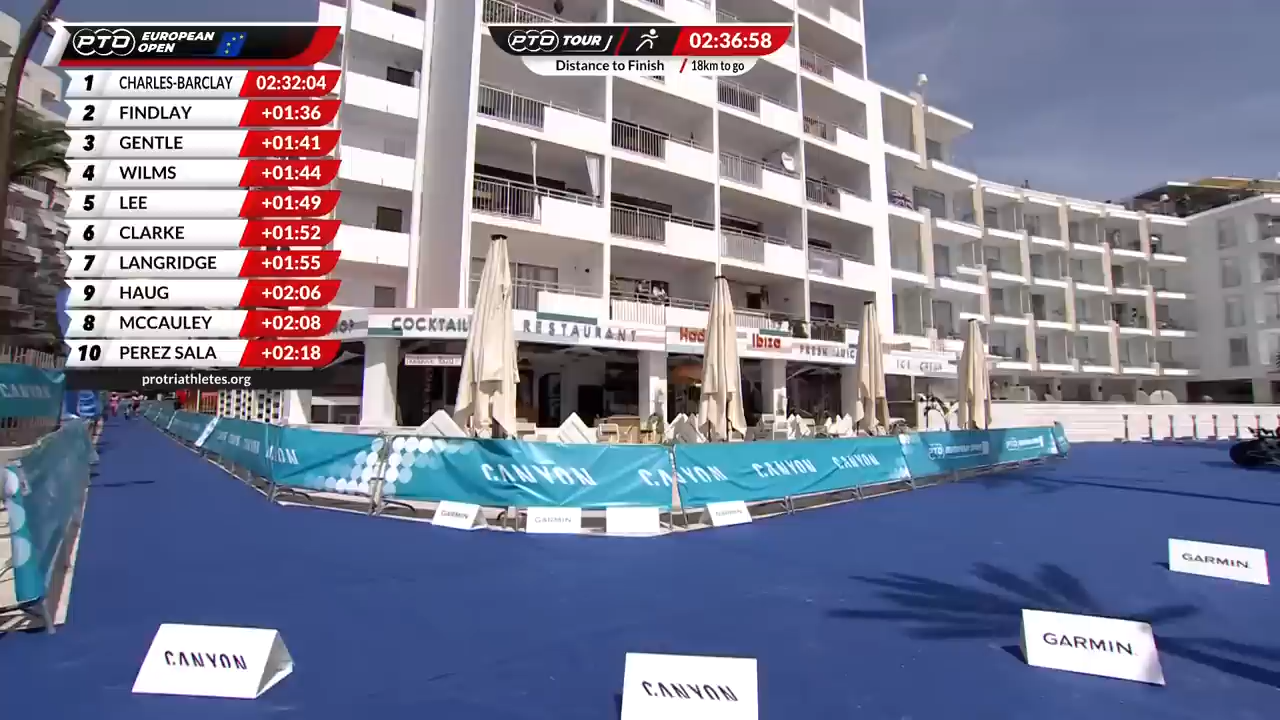 PTO EUROPEAN OPEN
1 CHARLES-BARCLAY 02:32:04
2 FINDLAY +01:36
3 GENTLE +01:41
4 WILMS +01:44
5 LEE +01:49
6 CLARKE +01:52
7 LANGRIDGE +01:55
9 HAUG +02:06
8 MCCAULEY +02:08
10 PEREZ SALA +02:18
protriathletes.org
PTO TOUR 02:36:58
Distance to Finish 18km to go
COCKTAIL RESTAURANT Ibiza
ICE CREAM
CANYON
CANYON CANYON CANYON CANYON
PTO
GARMIN GARMIN GARMIN
GARMIN
GARMIN
CANYON
CANYON